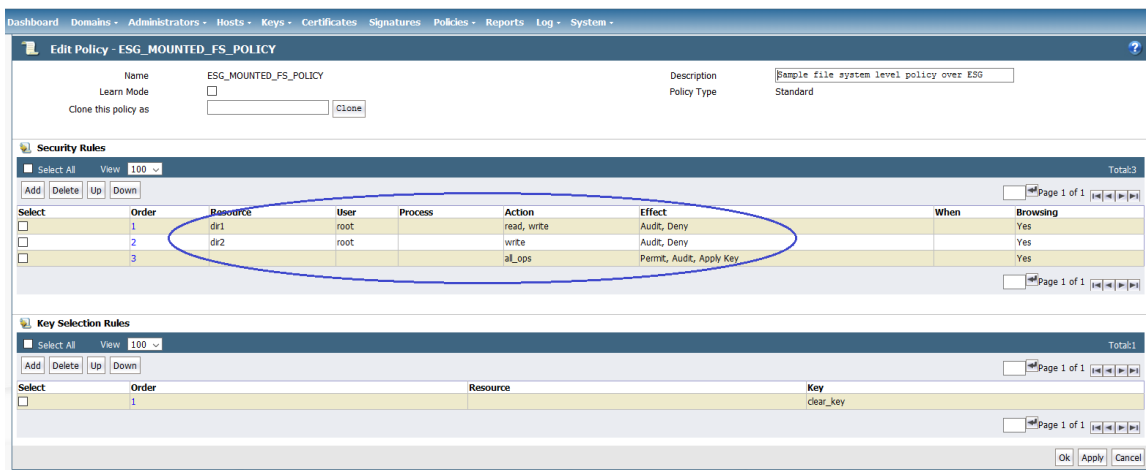 Dashboard Domains - Administrators - Hosts - Keys - Certificates Signatures Policies - Reports Log - System -
Edit Policy - ESG_MOUNTED_FS_POLICY ?
Name ESG_MOUNTED_FS_POLICY Description Sample file system level policy over ESG
Learn Mode Policy Type Standard
Clone this policy as Clone
Security Rules
Select All View 100 Total:3
Add Delete Up Down Page 1 of 1
Select Order Resource User Process Action Effect When Browsing
1 dir1 root read, write Audit, Deny Yes
2 dir2 root write Audit, Deny Yes
3 all_ops Permit, Audit, Apply Key Yes
Page 1 of 1
Key Selection Rules
Select All View 100 Total:1
Add Delete Up Down Page 1 of 1
Select Order Resource Key
1 clear_key
Page 1 of 1
Ok Apply Cancel